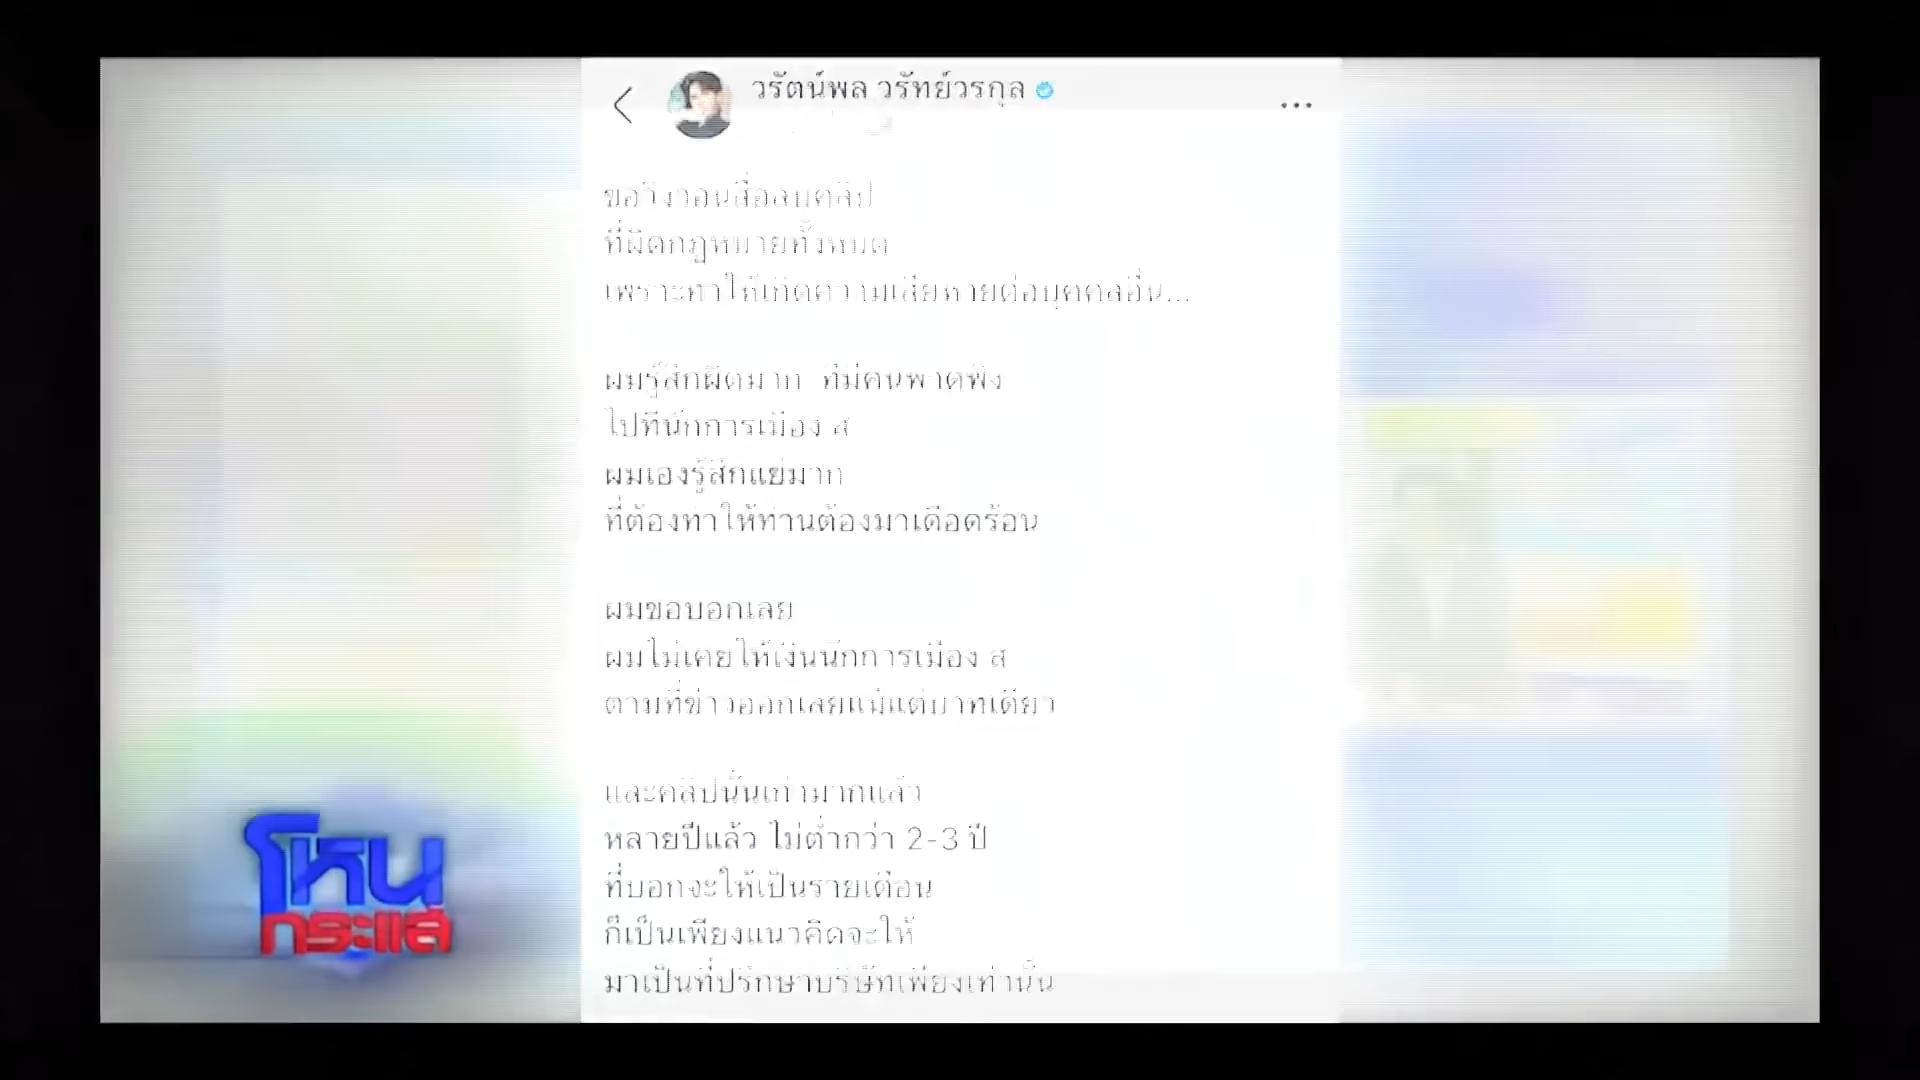 วรัตน์พล วรัทย์วรกุล
ขอวิงวอนสื่อลบคลิป
ที่ผิดกฎหมายทั้งหมด
เพราะทำให้เกิดความเสียหายต่อบุคคลอื่น...
ผมรู้สึกผิดมาก ที่มีคนพาดพิง
ไปที่นักการเมือง ส
ผมเองรู้สึกแย่มาก
ที่ต้องทำให้ท่านต้องมาเดือดร้อน
ผมขอบอกเลย
ผมไม่เคยให้เงินนักการเมือง ส
ตามที่ข่าวออกเลยแม้แต่บาทเดียว
และคลิปนั้นเก่ามากแล้ว
หลายปีแล้ว ไม่ต่ำกว่า 2-3 ปี
ที่บอกจะให้เป็นรายเดือน
ก็เป็นเพียงแนวคิดจะให้
มาเป็นที่ปรึกษาบริษัทเพียงเท่านั้น
โหน
กระแส